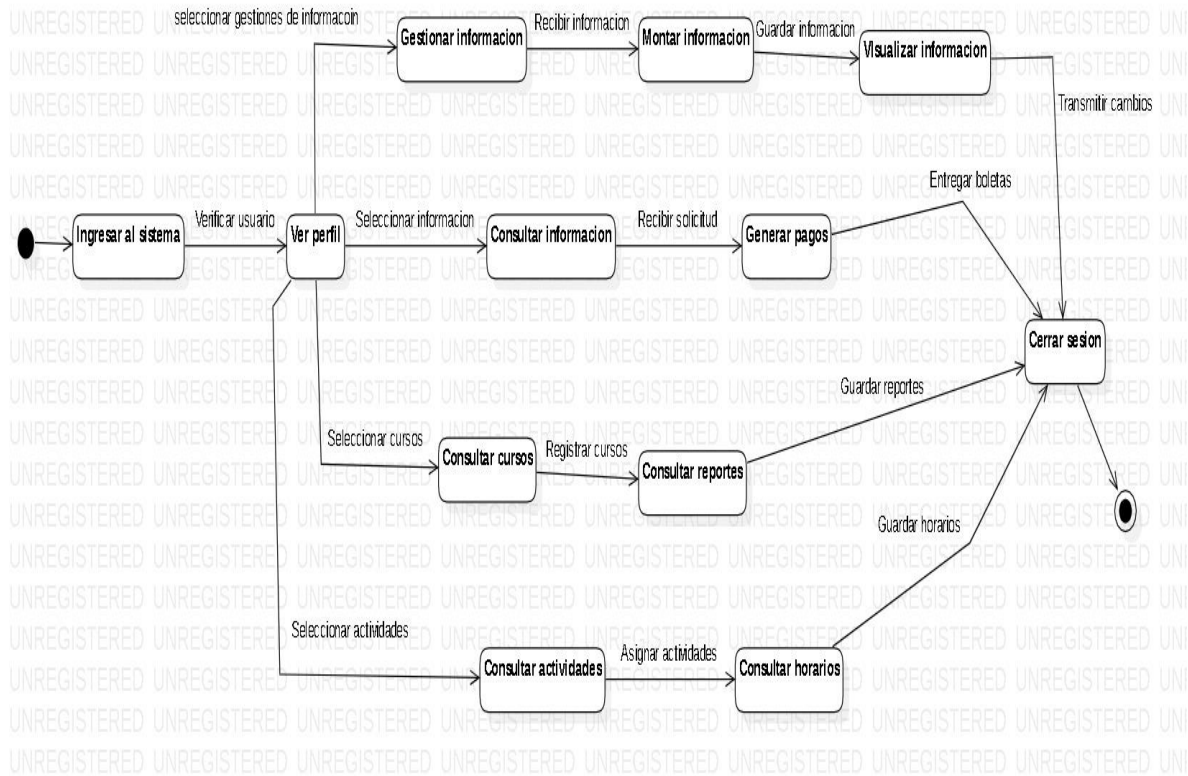 seleccionar gestiones de informacoin
Gestionar informacion
Recibir informacion
Montar informacion
Guardar informacion
Visualizar informacion
Transmitir cambios
Ingresar al sistema
Verificar usuario
Ver perfil
Seleccionar informacion
Consultar informacion
Recibir solicitud
Generar pagos
Entregar boletas
Cerrar sesion
Seleccionar cursos
Consultar cursos
Registrar cursos
Consultar reportes
Guardar reportes
Seleccionar actividades
Consultar actividades
Asignar actividades
Consultar horarios
Guardar horarios
UNREGISTERED